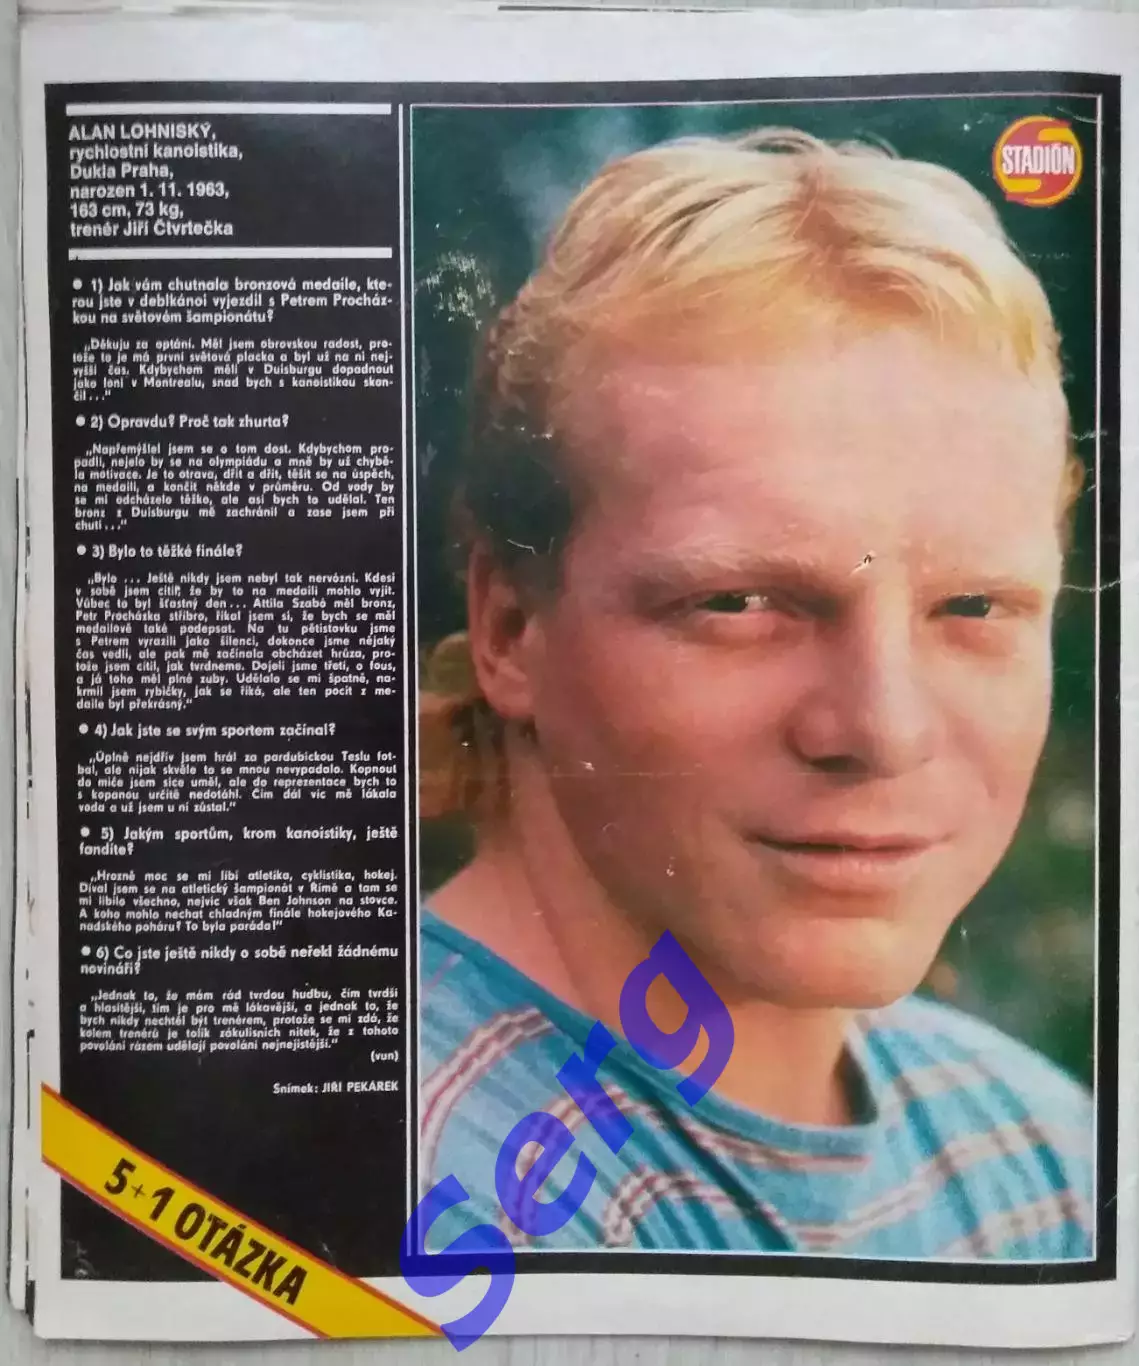 ALAN LOHNISKÝ,
rychlostní kanoistika,
Dukla Praha,
narozen 1. 11. 1963,
163 cm, 73 kg,
trenér Jiří Čtvrtečka
● 1) Jak vám chutnala bronzová medaile, kte-
rou jste v deblkánoi vyjezdil s Petrem Procház-
kou na světovém šampionátu?
„Děkuju za optání. Měl jsem obrovskou radost, pro-
tože to je má první světová placka a byl už na ni nej-
vyšší čas. Kdybychom měli v Duisburgu dopadnout
jako loni v Montrealu, snad bych s kanoistikou skon-
čil..."
● 2) Opravdu? Proč tak zhurta?
„Napřemýšlel jsem se o tom dost. Kdybychom pro-
padli, nejelo by se na olympiádu a mně by už chybě-
la motivace. Je to otrava, dřít a dřít, těšit se na úspěch,
na medaili, a končit někde v průměru. Od vody by
se mi odcházelo těžko, ale asi bych to udělal. Ten
bronz z Duisburgu mě zachránil a zase jsem při
chuti..."
● 3) Bylo to těžké finále?
„Bylo ... Ještě nikdy jsem nebyl tak nervózní. Kdesi
v sobě jsem cítil, že by to na medaili mohlo vyjít.
Vůbec to byl šťastný den... Attila Szabó měl bronz,
Petr Procházka stříbro, říkal jsem si, že bych se měl
medailově také podepsat. Na tu pětistovku jsme
s Petrem vyrazili jako šílenci, dokonce jsme nějaký
čas vedli, ale pak mě začínala obcházet hrůza, pro-
tože jsem cítil, jak tvrdneme. Dojeli jsme třetí, o fous,
a já toho měl plné zuby. Udělalo se mi špatně, na-
krmil jsem rybičky, jak se říká, ale ten pocit z me-
daile byl překrásný."
● 4) Jak jste se svým sportem začínal?
„Úplně nejdřív jsem hrál za pardubickou Teslu fot-
bal, ale nijak skvěle to se mnou nevypadalo. Kopnout
do míče jsem sice uměl, ale do reprezentace bych to
s kopanou určitě nedotáhl. Čím dál víc mě lákala
voda a už jsem u ní zůstal."
● 5) Jakým sportům, krom kanoistiky, ještě
fandíte?
„Hrozně moc se mi líbí atletika, cyklistika, hokej.
Díval jsem se na atletický šampionát v Římě a tam se
mi líbilo všechno, nejvíc však Ben Johnson na stovce.
A koho mohlo nechat chladným finále hokejového Ka-
nadského poháru? To byla paráda!"
● 6) Co jste ještě nikdy o sobě neřekl žádnému
novináři?
„Jednak to, že mám rád tvrdou hudbu, čím tvrdší
a hlasitější, tím je pro mě lákavější, a jednak to, že
bych nikdy nechtěl být trenérem, protože se mi zdá, že
kolem trenérů je tolik zákulisních nitek, že z tohoto
povolání rázem udělají povolání nejnejistější."
(vun)
Snímek: JIŘÍ PEKÁREK
5+1 OTÁZKA
STADIÓN
Serg